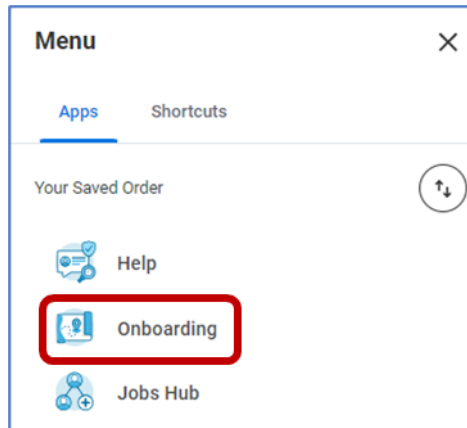 Menu
Apps Shortcuts
Your Saved Order
Help
Onboarding
Jobs Hub